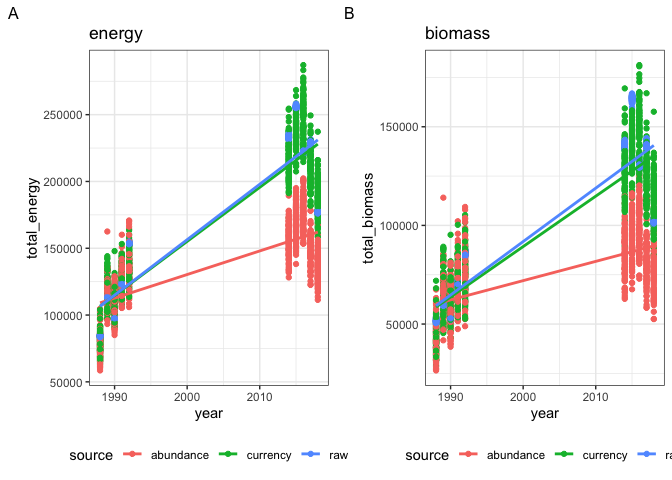 A
energy
total_energy
250000
200000
150000
100000
50000
1990
2000
2010
year
source abundance currency raw
B
biomass
total_biomass
150000
100000
50000
1990
2000
2010
year
source abundance currency ra